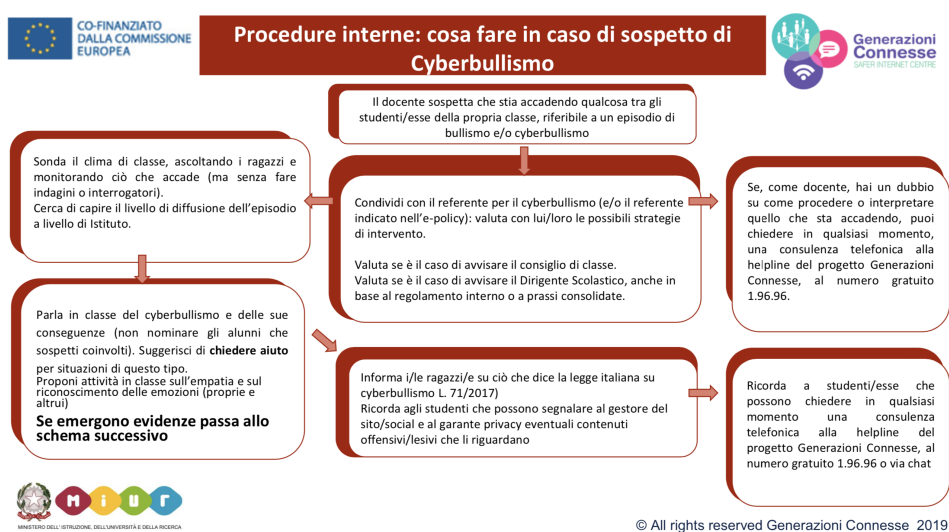 CO-FINANZIATO
DALLA COMMISSIONE
EUROPEA
Procedure interne: cosa fare in caso di sospetto di
Cyberbullismo
Generazioni
Connesse
SAFER INTERNET CENTRE
Il docente sospetta che stia accadendo qualcosa tra gli
studenti/esse della propria classe, riferibile a un episodio di
bullismo e/o cyberbullismo
Sonda il clima di classe, ascoltando i ragazzi e
monitorando ciò che accade (ma senza fare
indagini o interrogatori).
Cerca di capire il livello di diffusione dell'episodio
a livello di Istituto.
Condividi con il referente per il cyberbullismo (e/o il referente
indicato nell'e-policy): valuta con lui/loro le possibili strategie
di intervento.
Valuta se è il caso di avvisare il consiglio di classe.
Valuta se è il caso di avvisare il Dirigente Scolastico, anche in
base al regolamento interno o a prassi consolidate.
Se, come docente, hai un dubbio
su come procedere o interpretare
quello che sta accadendo, puoi
chiedere in qualsiasi momento,
una consulenza telefonica alla
helpline del progetto Generazioni
Connesse, al numero gratuito
1.96.96.
Parla in classe del cyberbullismo e delle sue
conseguenze (non nominare gli alunni che
sospetti coinvolti). Suggerisci di chiedere aiuto
per situazioni di questo tipo.
Proponi attività in classe sull'empatia e sul
riconoscimento delle emozioni (proprie e
altrui)
Se emergono evidenze passa allo
schema successivo
Informa i/le ragazzi/e su ciò che dice la legge italiana su
cyberbullismo L. 71/2017)
Ricorda agli studenti che possono segnalare al gestore del
sito/social e al garante privacy eventuali contenuti
offensivi/lesivi che li riguardano
Ricorda a studenti/esse che
possono chiedere in qualsiasi
momento una consulenza
telefonica alla helpline del
progetto Generazioni Connesse, al
numero gratuito 1.96.96 o via chat
miur
MINISTERO DELL' ISTRUZIONE, DELL'UNIVERSITÀ E DELLA RICERCA
© All rights reserved Generazioni Connesse 2019